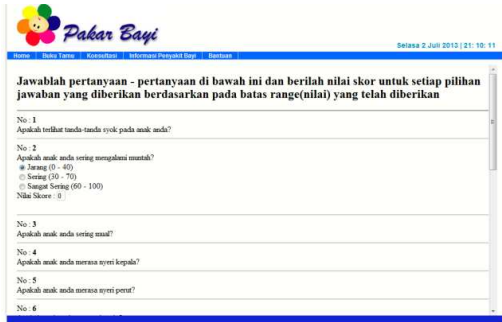 Pakar Bayi
Selasa 2 Juli 2013 | 21: 10: 11
Home | Buku Tamu | Konsultasi | Informasi Penyakit Bayi | Bantuan
Jawablah pertanyaan - pertanyaan di bawah ini dan berilah nilai skor untuk setiap pilihan
jawaban yang diberikan berdasarkan pada batas range(nilai) yang telah diberikan
No : 1
Apakah terlihat tanda-tanda syok pada anak anda?
No : 2
Apakah anak anda sering mengalami muntah?
Jarang (0 - 40)
Sering (30 - 70)
Sangat Sering (60 - 100)
Nilai Skore : 0
No : 3
Apakah anak anda sering mual?
No : 4
Apakah anak anda merasa nyeri kepala?
No : 5
Apakah anak anda merasa nyeri perut?
No : 6